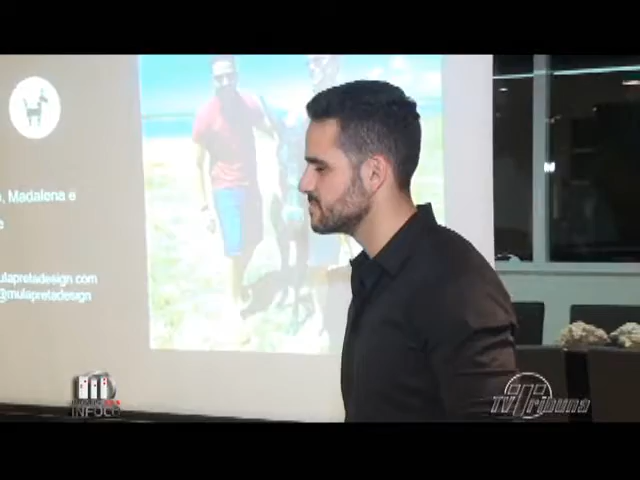 , Madalena e
e
ulapretadesign.com
@mulapretadesign
INFOCO
TV Tribuna